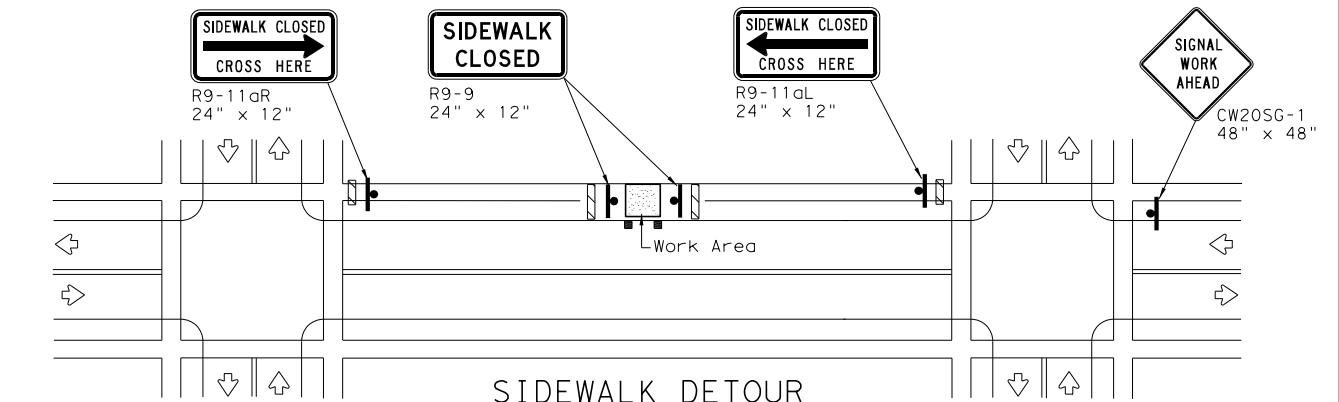 SIDEWALK CLOSED
CROSS HERE
R9-11aR
24" x 12"
SIDEWALK
CLOSED
R9-9
24" x 12"
SIDEWALK CLOSED
CROSS HERE
R9-11aL
24" x 12"
SIGNAL
WORK
AHEAD
CW20SG-1
48" x 48"
Work Area
SIDEWALK DETOUR